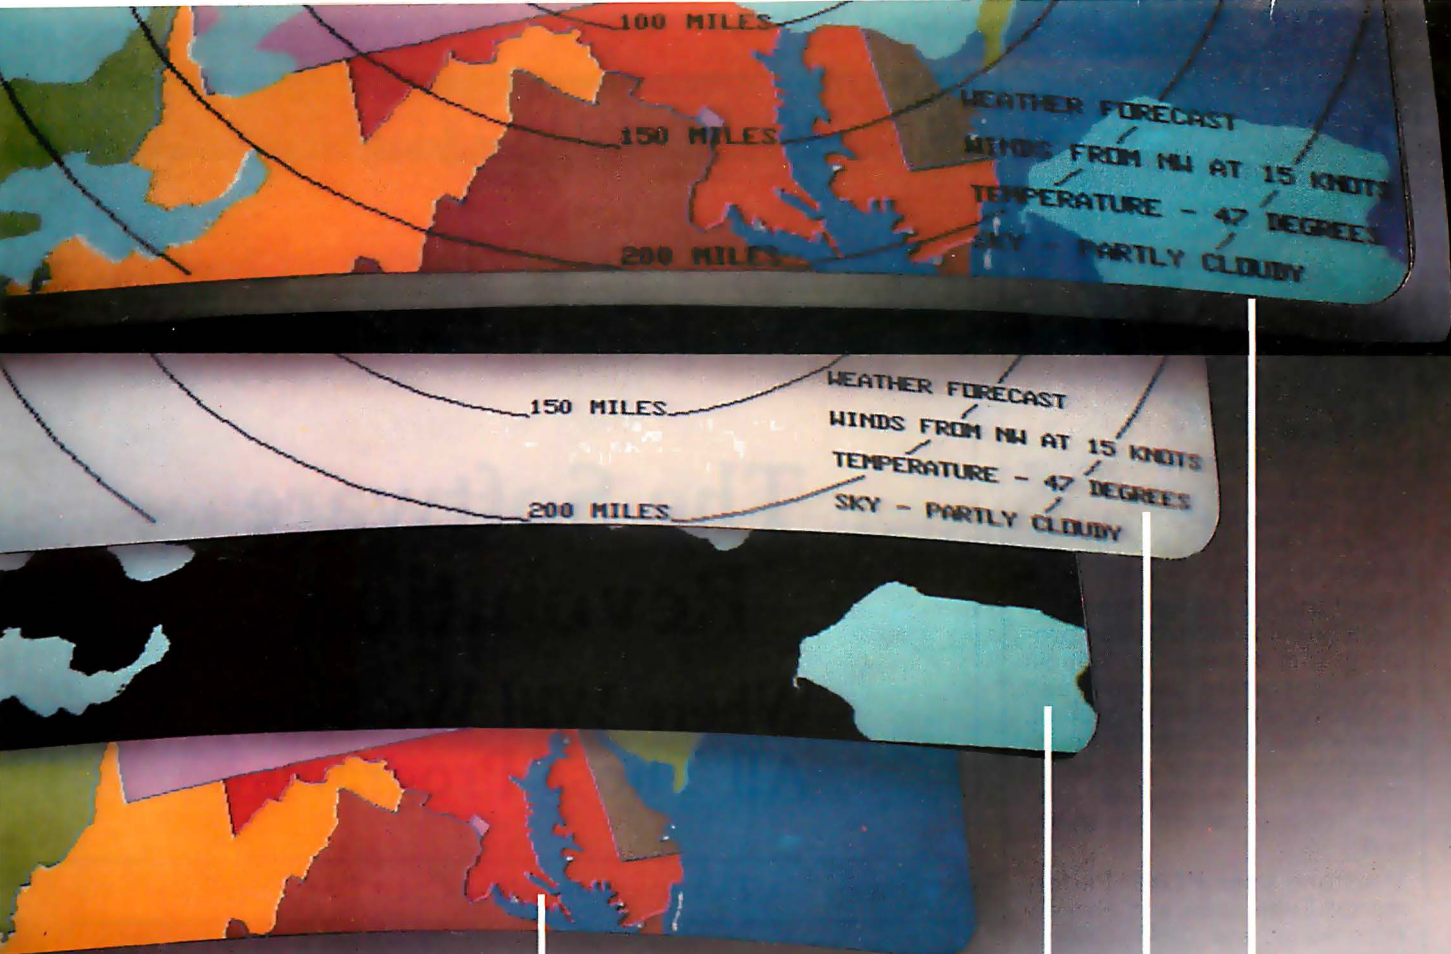 100 MILES
150 MILES
200 MILES
WEATHER FORECAST
WINDS FROM NW AT 15 KNOTS
TEMPERATURE - 47 DEGREES
SKY - PARTLY CLOUDY
150 MILES
200 MILES
WEATHER FORECAST
WINDS FROM NW AT 15 KNOTS
TEMPERATURE - 47 DEGREES
SKY - PARTLY CLOUDY